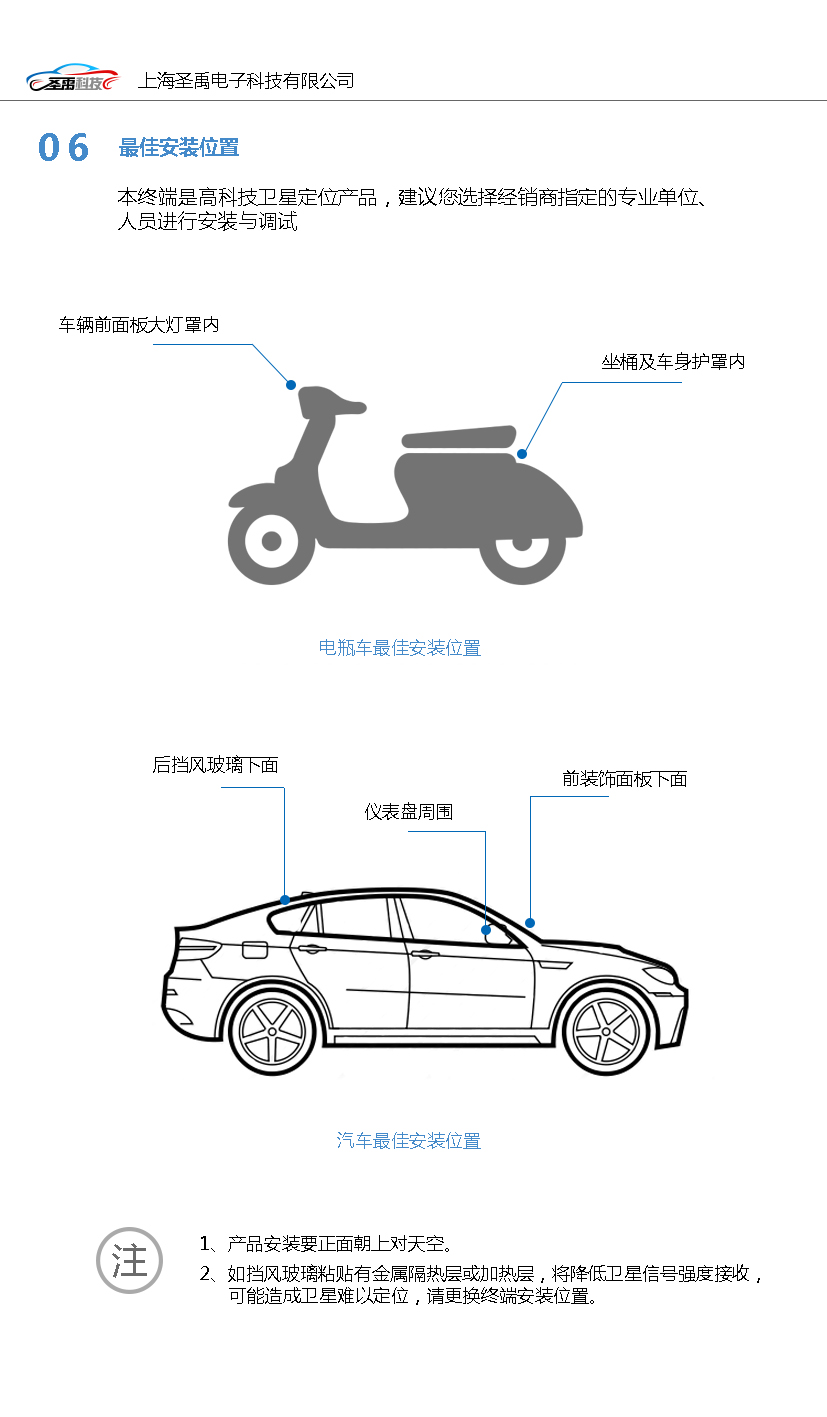 圣禹科技
上海圣禹电子科技有限公司
06 最佳安装位置
本终端是高科技卫星定位产品，建议您选择经销商指定的专业单位、
人员进行安装与调试
车辆前面板大灯罩内
坐桶及车身护罩内
电瓶车最佳安装位置
后挡风玻璃下面
前装饰面板下面
仪表盘周围
汽车最佳安装位置
注
1、产品安装要正面朝上对天空。
2、如挡风玻璃粘贴有金属隔热层或加热层，将降低卫星信号强度接收，
可能造成卫星难以定位，请更换终端安装位置。